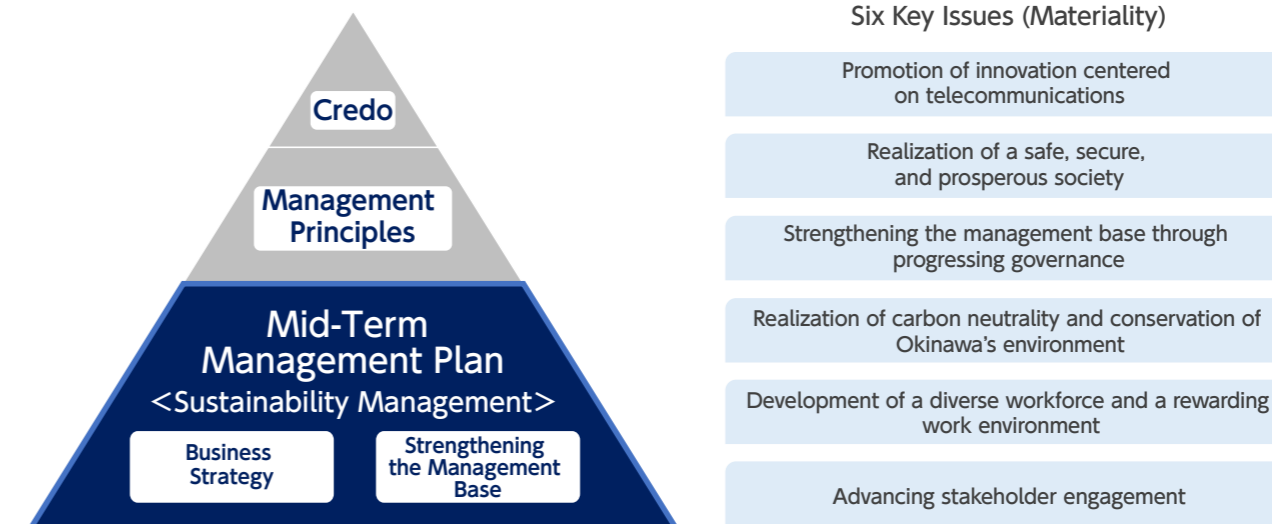 Credo
Management
Principles
Mid-Term
Management Plan
<Sustainability Management>
Business
Strategy
Strengthening
the Management
Base
Six Key Issues (Materiality)
Promotion of innovation centered
on telecommunications
Realization of a safe, secure,
and prosperous society
Strengthening the management base through
progressing governance
Realization of carbon neutrality and conservation of
Okinawa’s environment
Development of a diverse workforce and a rewarding
work environment
Advancing stakeholder engagement